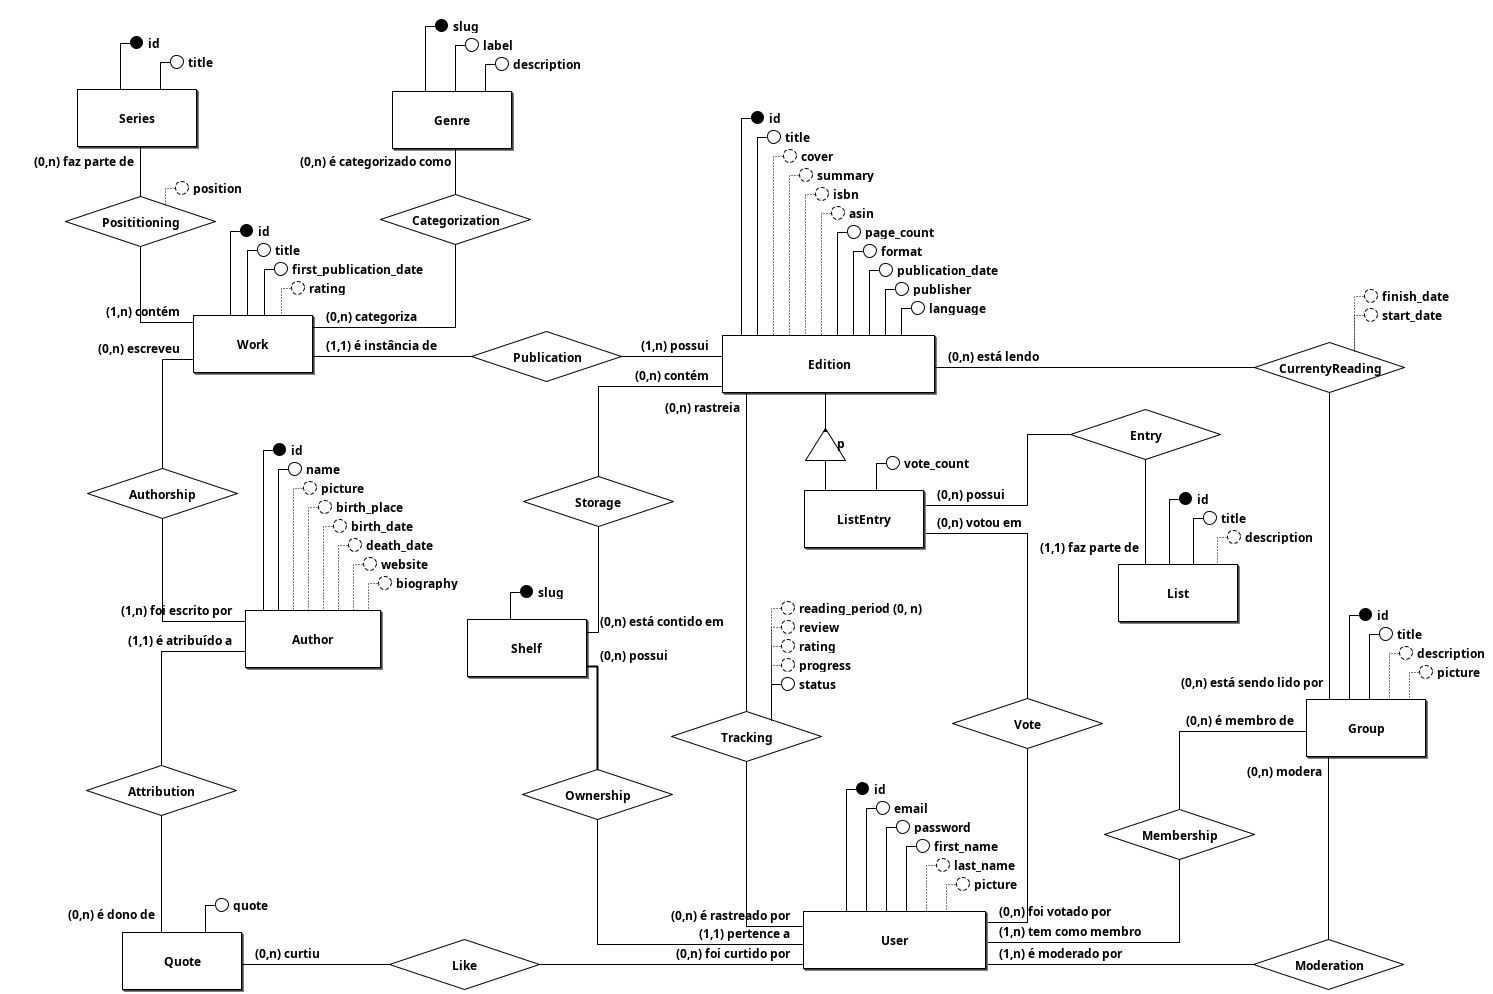 id
title
Series
(0,n) faz parte de
position
Posititioning
(1,n) contém
slug
label
description
Genre
(0,n) é categorizado como
Categorization
id
title
first_publication_date
rating
Work
(0,n) categoriza
(1,1) é instância de
(0,n) escreveu
Publication
(1,n) possui
id
title
cover
summary
isbn
asin
page_count
format
publication_date
publisher
language
Edition
(0,n) está lendo
(0,n) contém
(0,n) rastreia
finish_date
start_date
CurrentyReading
p
vote_count
ListEntry
(0,n) possui
(0,n) votou em
Entry
(1,1) faz parte de
id
title
description
List
Authorship
id
name
picture
birth_place
birth_date
death_date
website
biography
(1,n) foi escrito por
(1,1) é atribuído a
Author
Storage
slug
Shelf
(0,n) está contido em
(0,n) possui
reading_period (0, n)
review
rating
progress
status
Tracking
Vote
id
title
description
picture
(0,n) está sendo lido por
(0,n) é membro de
Group
(0,n) modera
Attribution
Ownership
Membership
id
email
password
first_name
last_name
picture
User
(0,n) é rastreado por
(1,1) pertence a
(0,n) foi curtido por
(0,n) foi votado por
(1,n) tem como membro
(1,n) é moderado por
(0,n) é dono de
quote
Quote
(0,n) curtiu
Like
Moderation